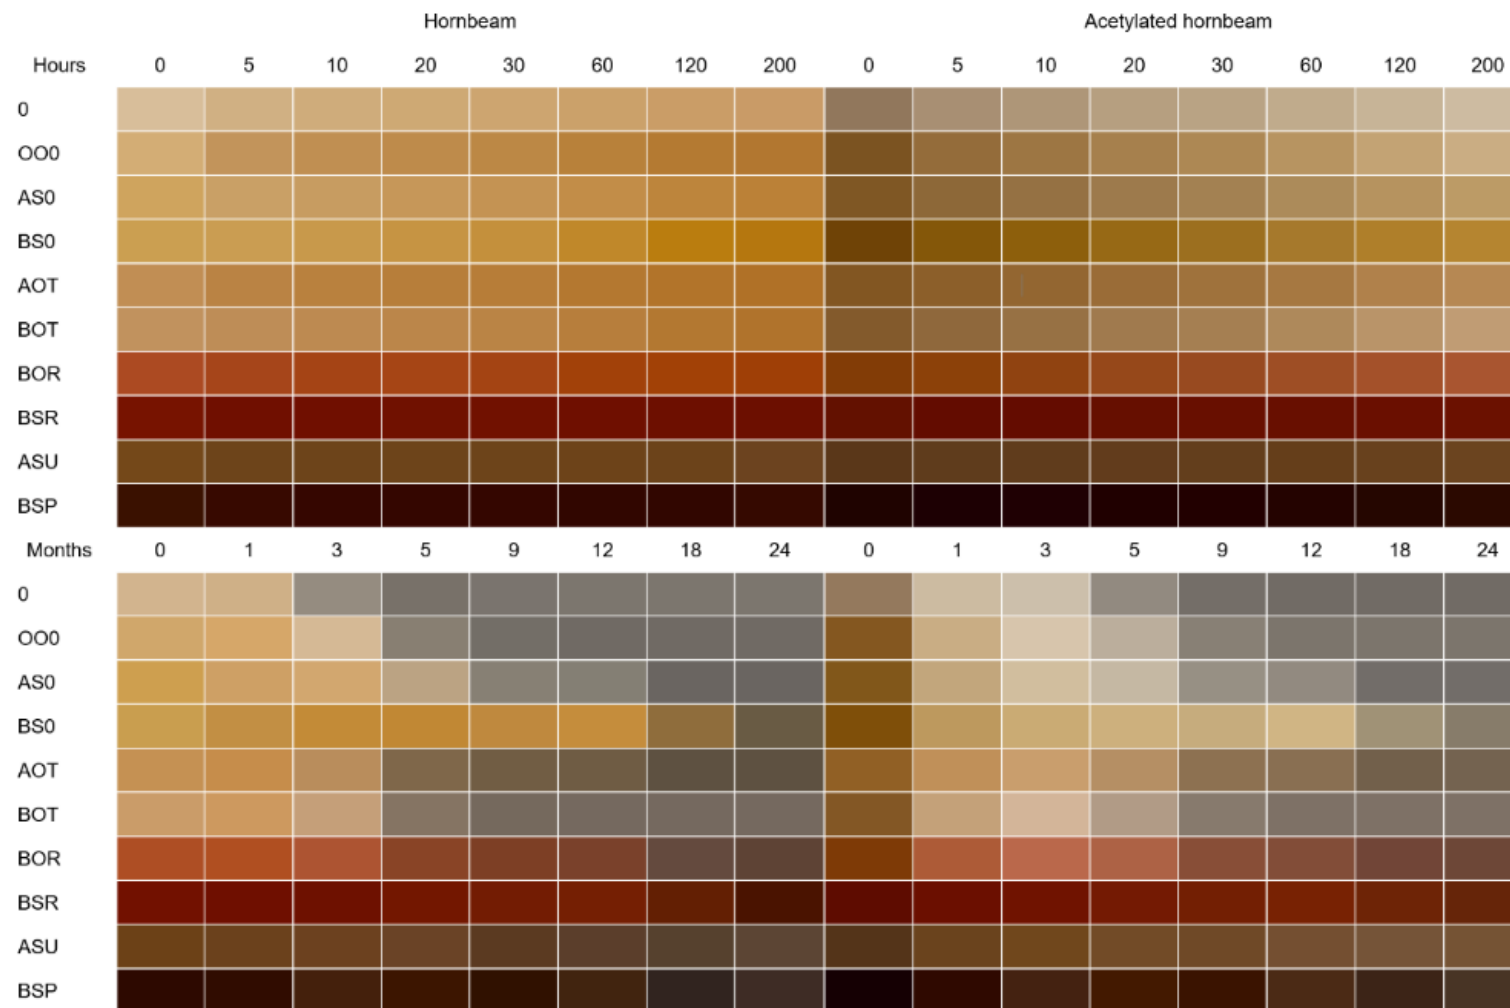 Hornbeam Acetylated hornbeam
Hours 0 5 10 20 30 60 120 200 0 5 10 20 30 60 120 200
0
OO0
AS0
BS0
AOT
BOT
BOR
BSR
ASU
BSP
Months 0 1 3 5 9 12 18 24 0 1 3 5 9 12 18 24
0
OO0
AS0
BS0
AOT
BOT
BOR
BSR
ASU
BSP